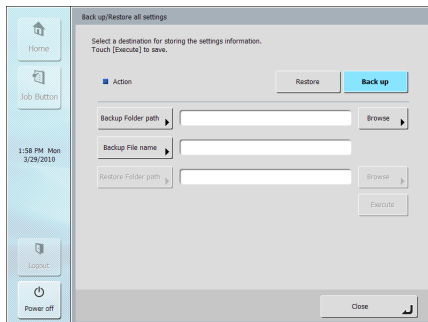 Back up/Restore all settings
Home
Select a destination for storing the settings information.
Touch [Execute] to save.
Job Button
Action
Restore
Back up
Backup Folder path
Browse
1:58 PM Mon
3/29/2010
Backup File name
Restore Folder path
Browse
Execute
Logout
Power off
Close